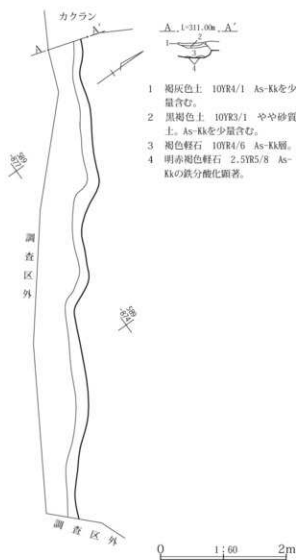 カクラン
A
A′
A L=311.00m A′
1
2
3
4
1 褐灰色土 10YR4/1 As-Kkを少
量含む。
2 黒褐色土 10YR3/1 やや砂質
土。As-Kkを少量含む。
3 褐色軽石 10YR4/6 As-Kk層。
4 明赤褐色軽石 2.5YR5/8 As-
Kkの鉄分酸化顕著。
調査区外
589
589
-874
調査区外
0 1:60 2m